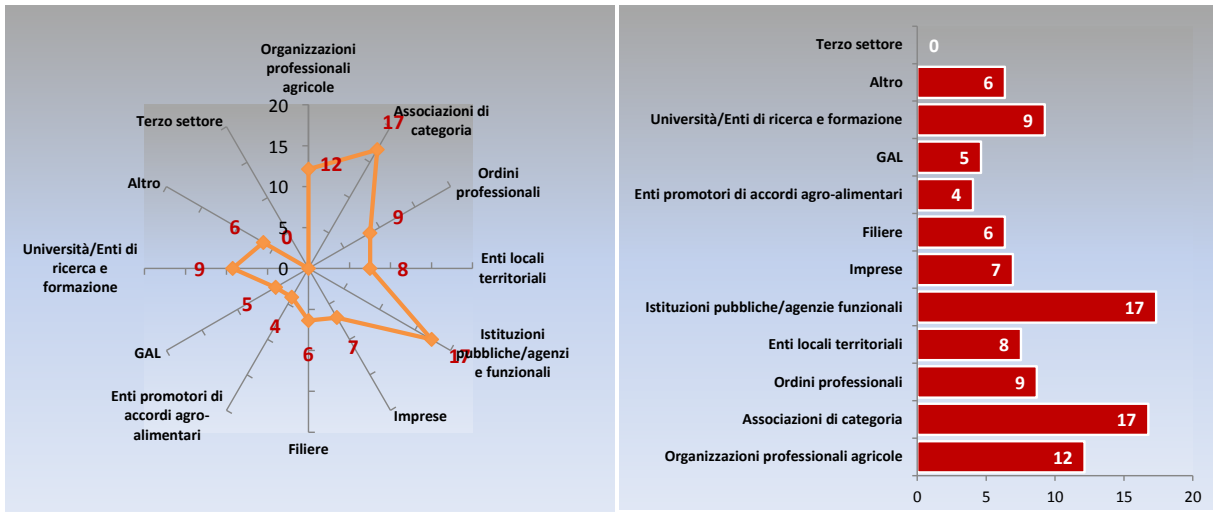 Organizzazioni
professionali
agricole
20
Associazioni di
categoria
17
Terzo settore
15
12
Ordini
professionali
Altro
10
9
6
5
0
Università/Enti di
ricerca e
formazione
9
0
8
Enti locali
territoriali
5
4
6
7
17
Istituzioni
pubbliche/agenzi
e funzionali
GAL
Enti promotori di
accordi agro-
alimentari
Imprese
Filiere
Terzo settore 0
Altro 6
Università/Enti di ricerca e formazione 9
GAL 5
Enti promotori di accordi agro-alimentari 4
Filiere 6
Imprese 7
Istituzioni pubbliche/agenzie funzionali 17
Enti locali territoriali 8
Ordini professionali 9
Associazioni di categoria 17
Organizzazioni professionali agricole 12
0 5 10 15 20